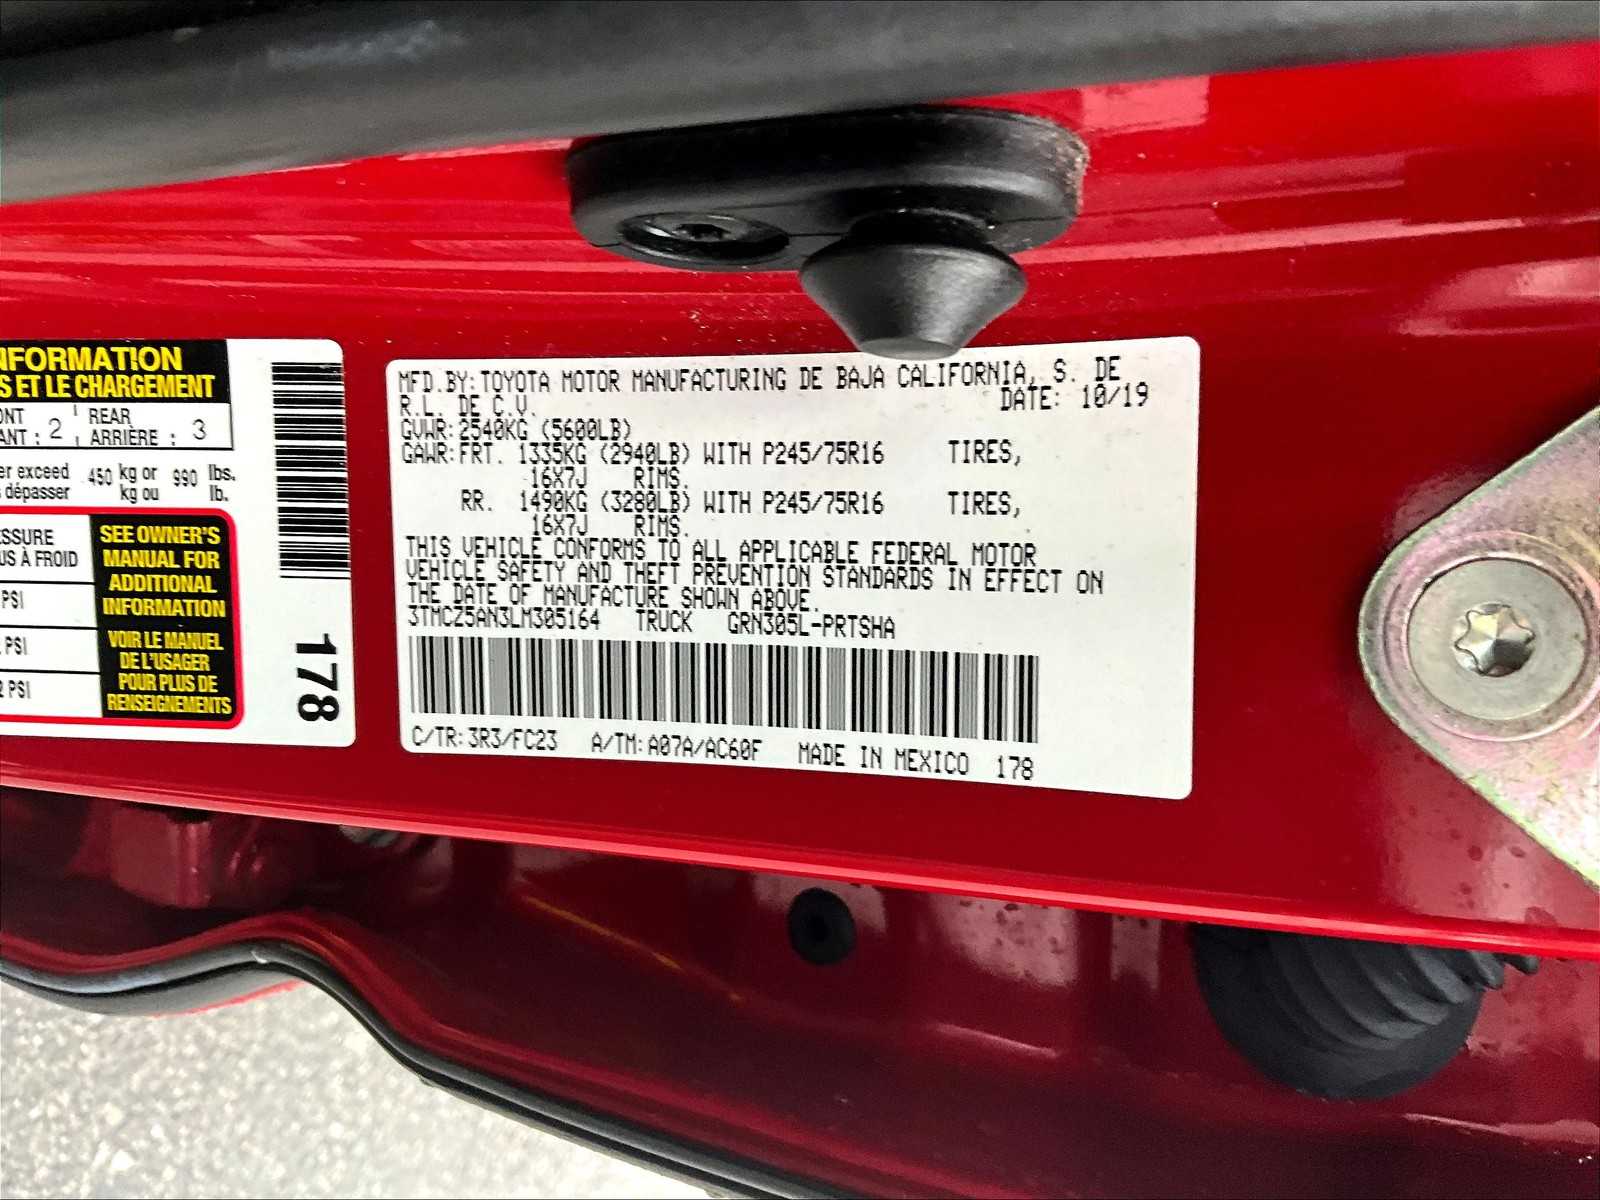 NFORMATION
S ET LE CHARGEMENT
REAR
ANT : 2 ARRIÈRE : 3
er exceed 450 kg or 990 lbs.
dépasser kg ou lb.
ESSURE
US À FROID
PSI
PSI
2 PSI
SEE OWNER'S
MANUAL FOR
ADDITIONAL
INFORMATION
VOIR LE MANUEL
DE L'USAGER
POUR PLUS DE
RENSEIGNEMENTS
178
MFD.BY:TOYOTA MOTOR MANUFACTURING DE BAJA CALIFORNIA, S. DE
R.L. DE C.V. DATE: 10/19
GVWR:2540KG (5600LB)
GAWR:FRT. 1335KG (2940LB) WITH P245/75R16 TIRES,
16X7J RIMS.
RR. 1490KG (3280LB) WITH P245/75R16 TIRES,
16X7J RIMS.
THIS VEHICLE CONFORMS TO ALL APPLICABLE FEDERAL MOTOR
VEHICLE SAFETY AND THEFT PREVENTION STANDARDS IN EFFECT ON
THE DATE OF MANUFACTURE SHOWN ABOVE.
3TMCZ5AN3LM305164 TRUCK GRN305L-PRTSHA
C/TR:3R3/FC23 A/TM:A07A/AC60F MADE IN MEXICO 178